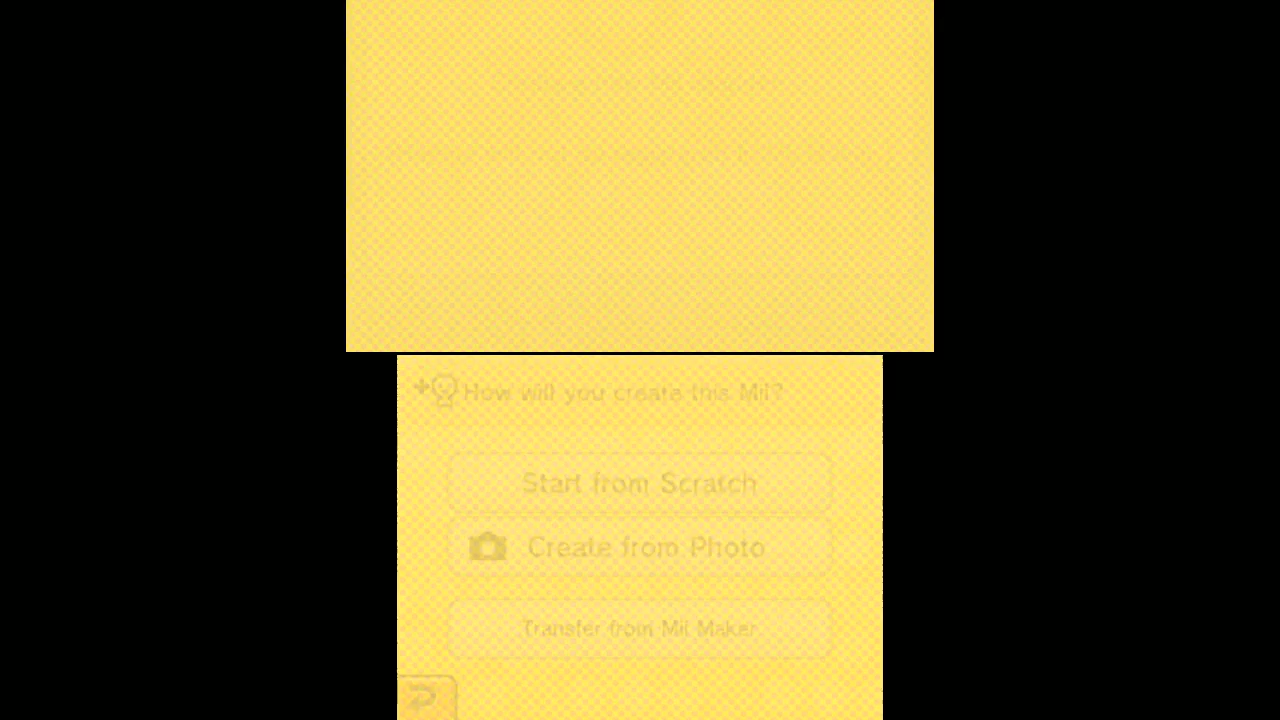 How will you create this Mii?
Start from Scratch
Create from Photo
Transfer from Mii Maker